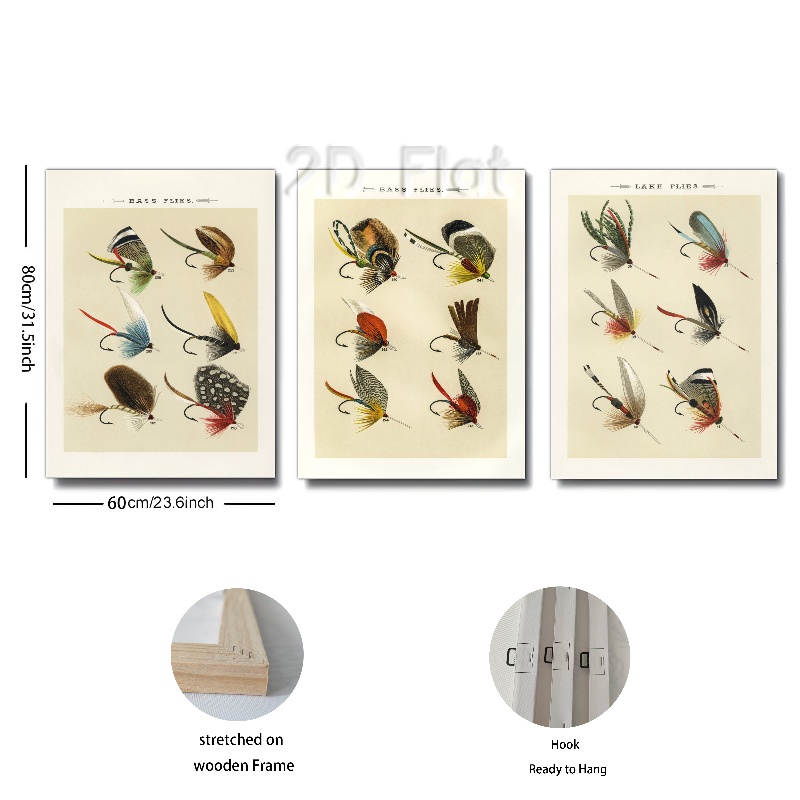 2D Flat
BASS FLIES.
BASS FLIES.
LAKE FLIES.
80cm/31.5inch
60cm/23.6inch
stretched on
wooden Frame
Hook
Ready to Hang